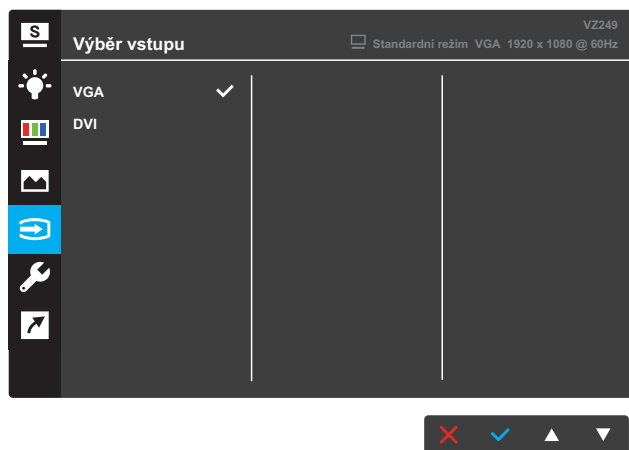 S
VZ249
Výběr vstupu
Standardní režim VGA 1920 x 1080 @ 60Hz
VGA
DVI